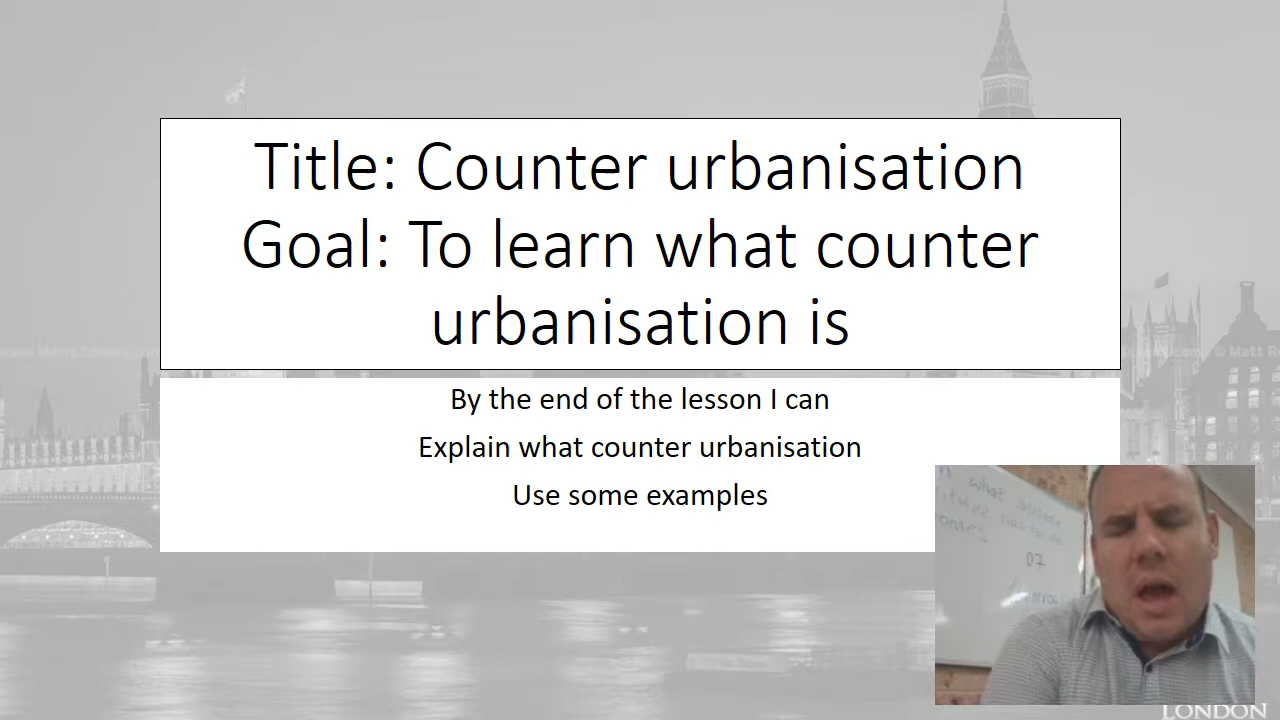 Title: Counter urbanisation
Goal: To learn what counter
urbanisation is
By the end of the lesson I can
Explain what counter urbanisation
Use some examples
LONDON